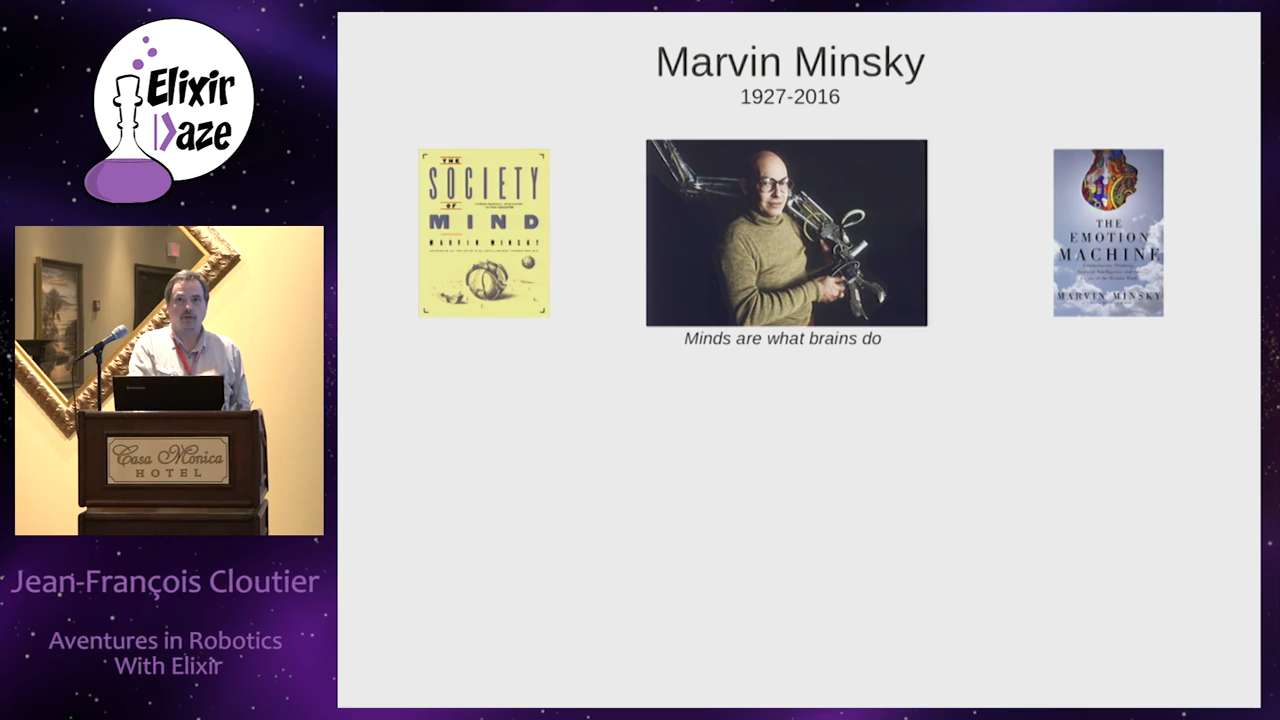 Elixir
Daze
Casa Monica
HOTEL
Jean-François Cloutier
Aventures in Robotics
With Elixir
Marvin Minsky
1927-2016
THE
SOCIETY
OF
MIND
MARVIN MINSKY
THE
EMOTION
MACHINE
MARVIN MINSKY
Minds are what brains do